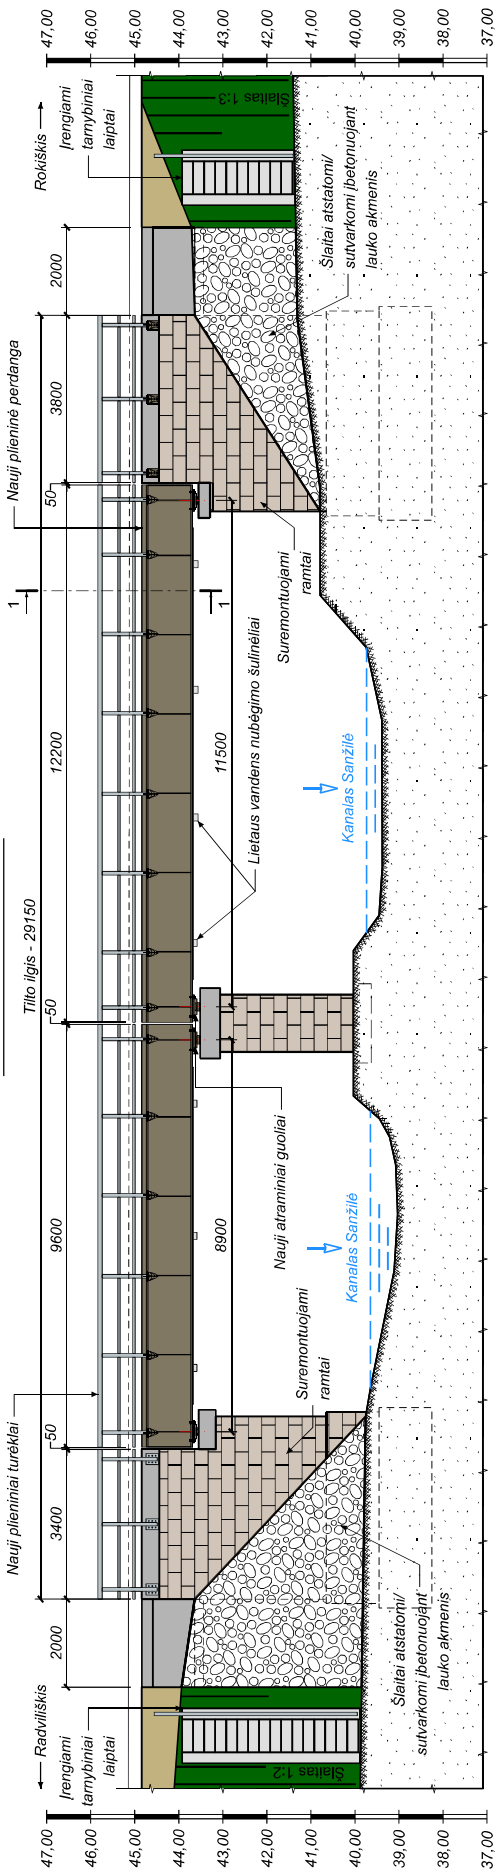 Tilto ilgis - 29150
← Radviliškis
Rokiškis →
Įrengiami
tarnybiniai
laiptai
Nauji plieniniai turėklai
Nauji plieninė perdanga
Įrengiami
tarnybiniai
laiptai
2000
3400
50
9600
50
12200
50
3800
2000
1
1
47,00
46,00
45,00
44,00
43,00
42,00
41,00
40,00
39,00
38,00
37,00
47,00
46,00
45,00
44,00
43,00
42,00
41,00
40,00
39,00
38,00
37,00
8900
11500
Šlaitas 1:2
Šlaitas 1:3
Nauji atraminiai guoliai
Lietaus vandens nubėgimo šulinėliai
Suremontuojami
ramtai
Suremontuojami
ramtai
Kanalas Sanžilė
Kanalas Sanžilė
Šlaitai atstatomi/
sutvarkomi įbetonuojant
lauko akmenis
Šlaitai atstatomi/
sutvarkomi įbetonuojant
lauko akmenis